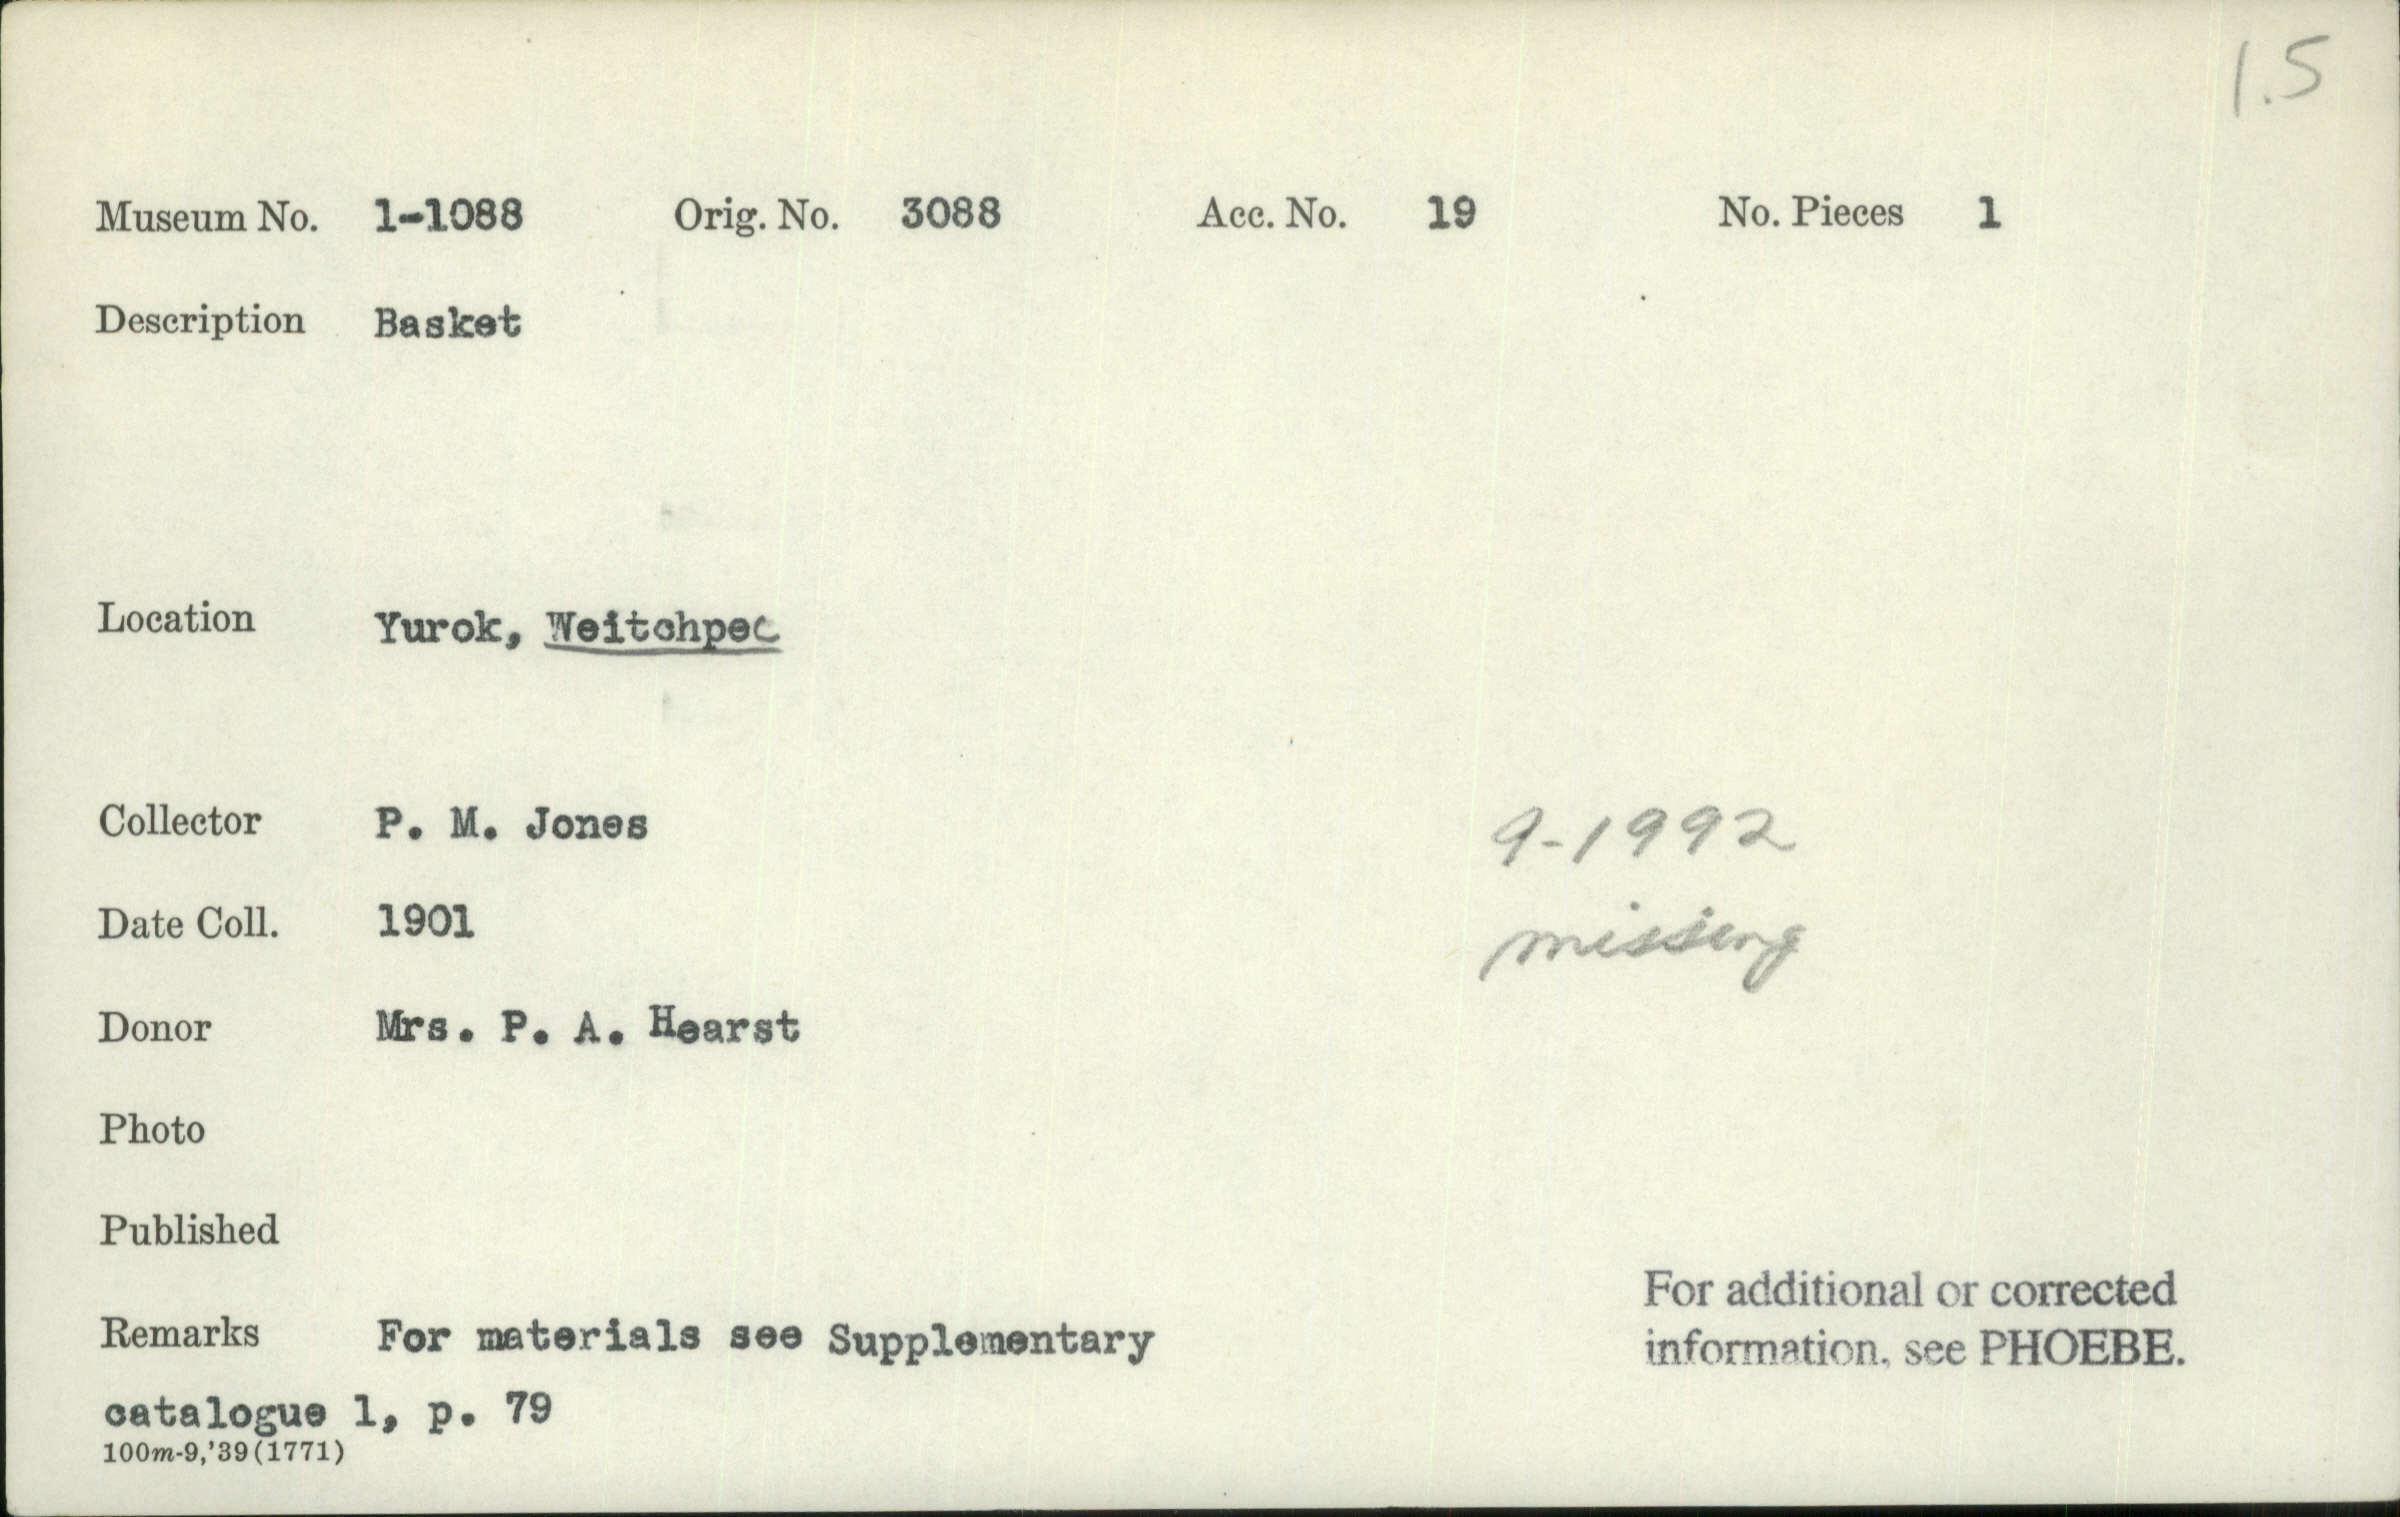 1.5
Museum No. 1-1088 Orig. No. 3088 Acc. No. 19 No. Pieces 1
Description Basket
Location Yurok, Weitchpec
Collector P. M. Jones
9-1992
Date Coll. 1901
missing
Donor Mrs. P. A. Hearst
Photo
Published
For additional or corrected
information, see PHOEBE.
Remarks For materials see Supplementary
catalogue 1, p. 79
100m-9,'39(1771)